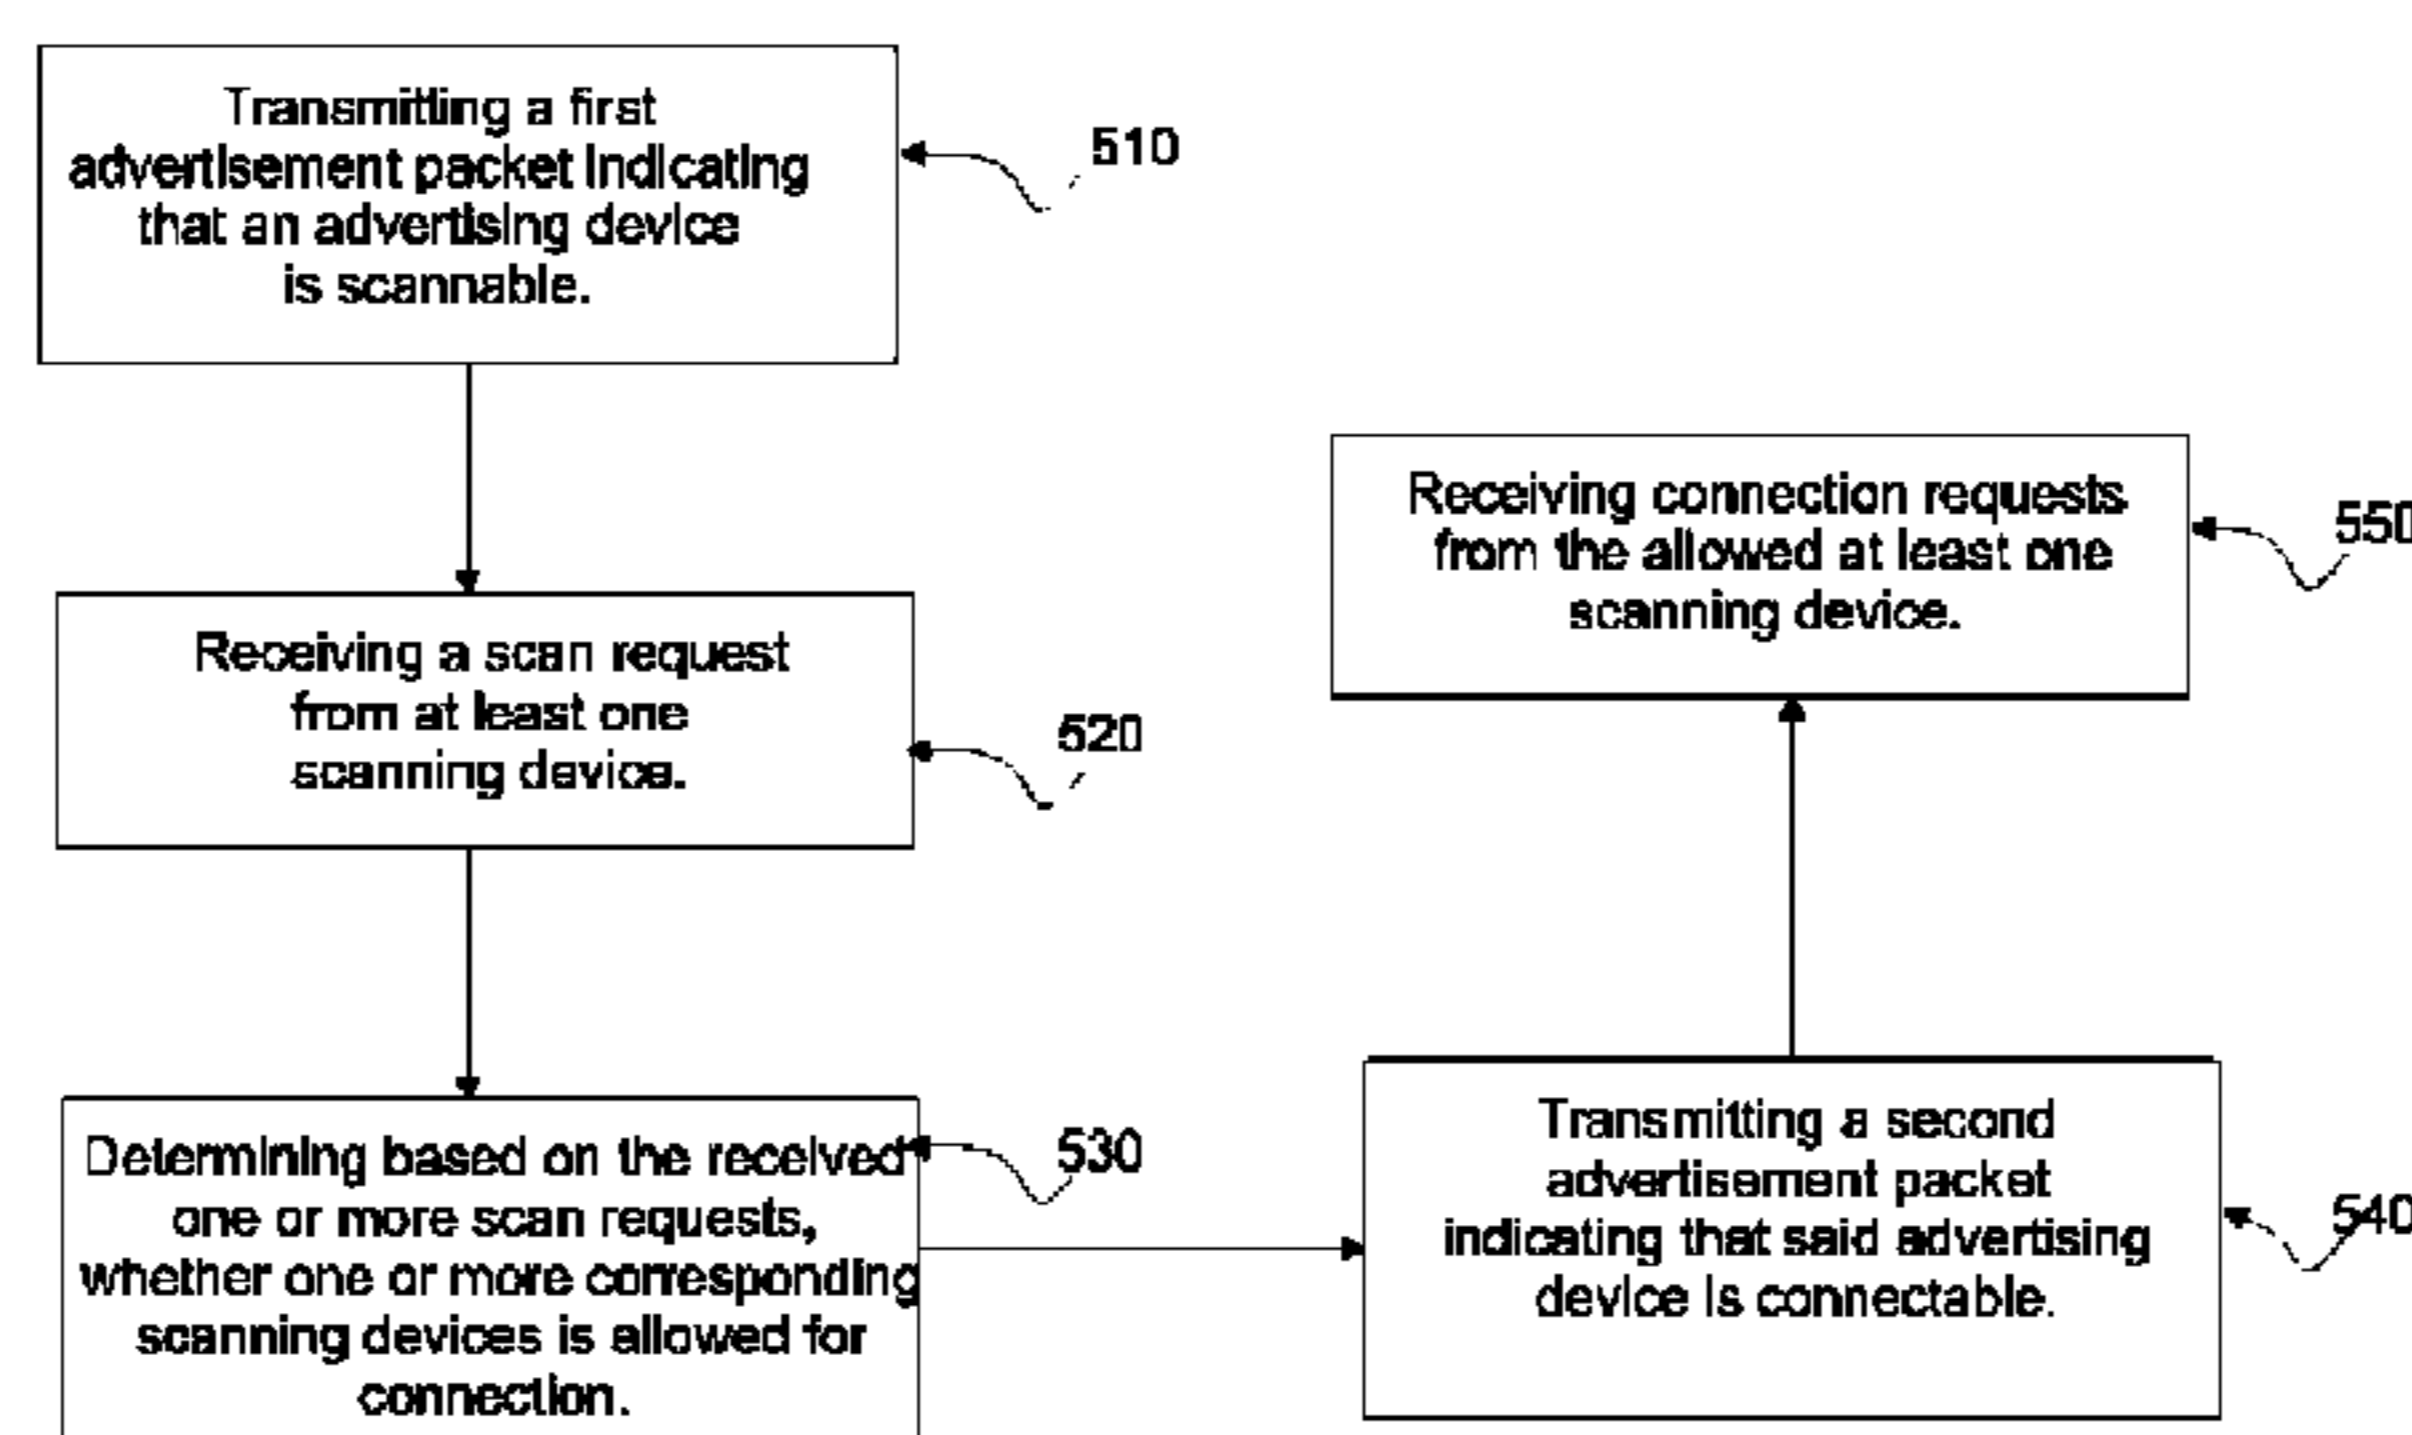 Transmitting a first
advertisement packet indicating
that an advertising device
is scannable.
510
Receiving a scan request
from at least one
scanning device.
520
Determining based on the received
one or more scan requests,
whether one or more corresponding
scanning devices is allowed for
connection.
530
Transmitting a second
advertisement packet
indicating that said advertising
device is connectable.
540
Receiving connection requests
from the allowed at least one
scanning device.
550